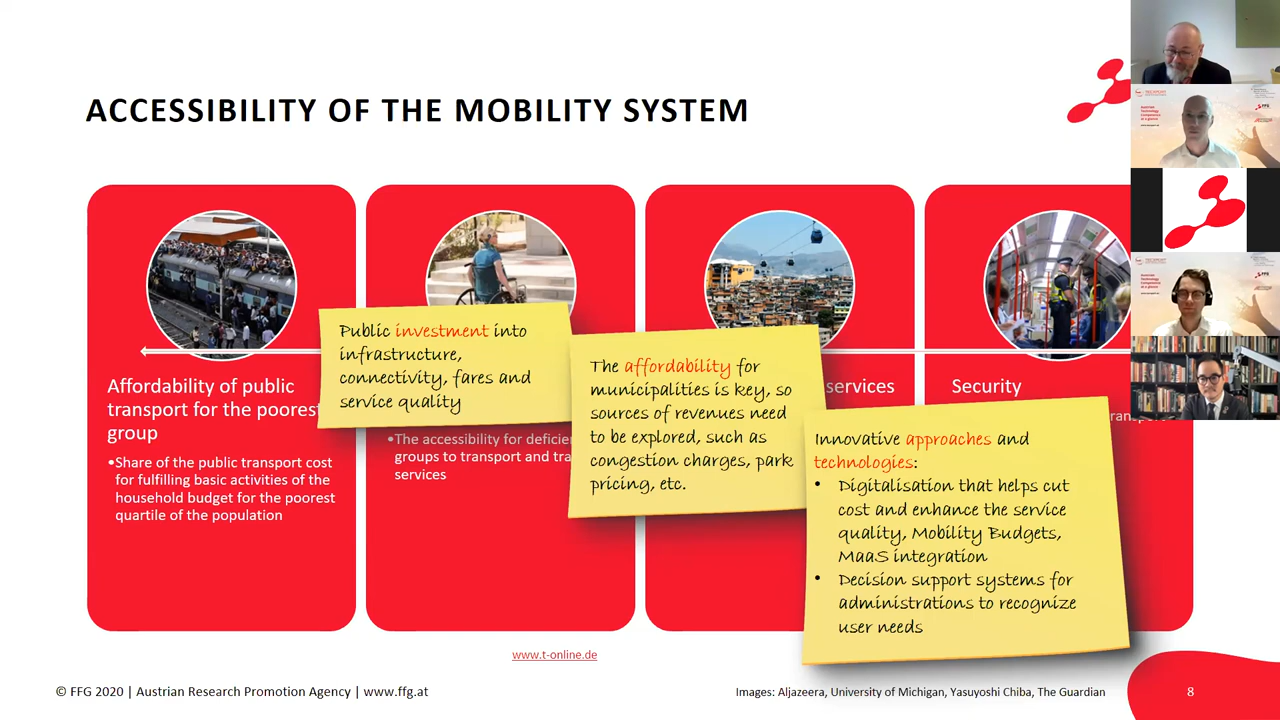 ACCESSIBILITY OF THE MOBILITY SYSTEM
Affordability of public
transport for the poorest
group
•Share of the public transport cost
for fulfilling basic activities of the
household budget for the poorest
quartile of the population
Public investment into
infrastructure,
connectivity, fares and
service quality
•The accessibility for
groups to transport and
services
The affordability for
municipalities is key, so
sources of revenues need
to be explored, such as
congestion charges, park
pricing, etc.
services
Security
Innovative approaches and
technologies:
• Digitalisation that helps cut
cost and enhance the service
quality, Mobility Budgets,
MaaS integration
• Decision support systems for
administrations to recognize
user needs
www.t-online.de
© FFG 2020 | Austrian Research Promotion Agency | www.ffg.at
Images: Aljazeera, University of Michigan, Yasuyoshi Chiba, The Guardian
8